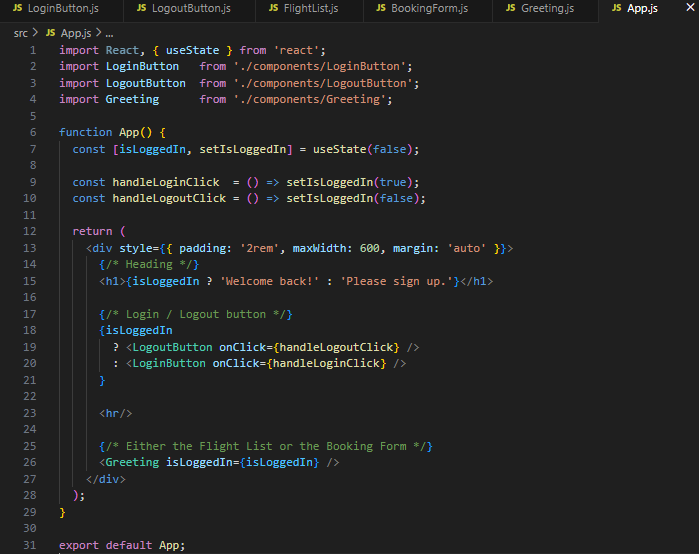 JS LoginButton.js JS LogoutButton.js JS FlightList.js JS BookingForm.js JS Greeting.js JS App.js ×
src > JS App.js > ...
1 import React, { useState } from 'react';
2 import LoginButton   from './components/LoginButton';
3 import LogoutButton  from './components/LogoutButton';
4 import Greeting      from './components/Greeting';
5
6 function App() {
7   const [isLoggedIn, setIsLoggedIn] = useState(false);
8
9   const handleLoginClick  = () => setIsLoggedIn(true);
10   const handleLogoutClick = () => setIsLoggedIn(false);
11
12   return (
13     <div style={{ padding: '2rem', maxWidth: 600, margin: 'auto' }}>
14       {/* Heading */}
15       <h1>{isLoggedIn ? 'Welcome back!' : 'Please sign up.'}</h1>
16
17       {/* Login / Logout button */}
18       {isLoggedIn
19         ? <LogoutButton onClick={handleLogoutClick} />
20         : <LoginButton onClick={handleLoginClick} />
21       }
22
23       <hr/>
24
25       {/* Either the Flight List or the Booking Form */}
26       <Greeting isLoggedIn={isLoggedIn} />
27     </div>
28   );
29 }
30
31 export default App;